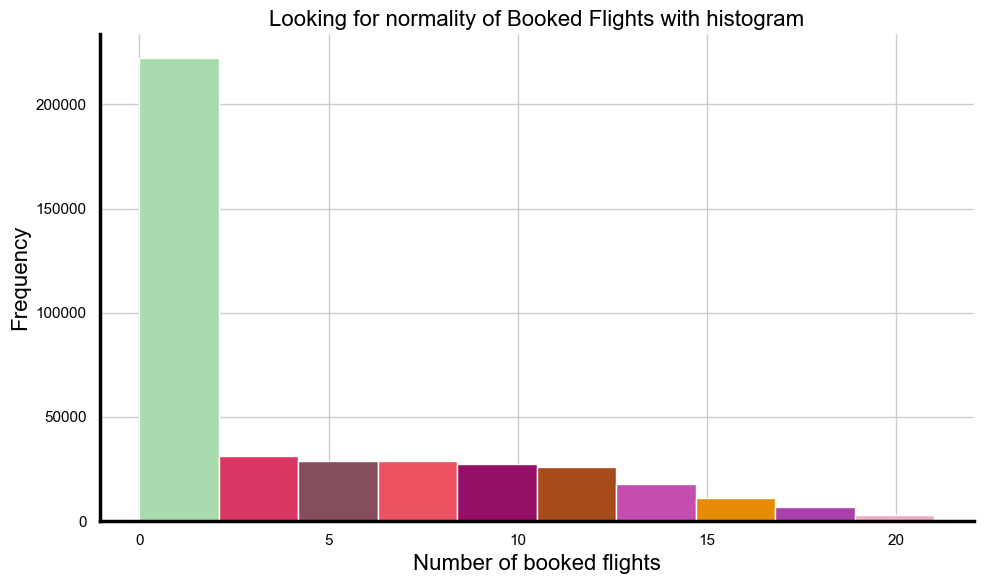 Looking for normality of Booked Flights with histogram
Frequency
200000
150000
100000
50000
0
0 5 10 15 20
Number of booked flights